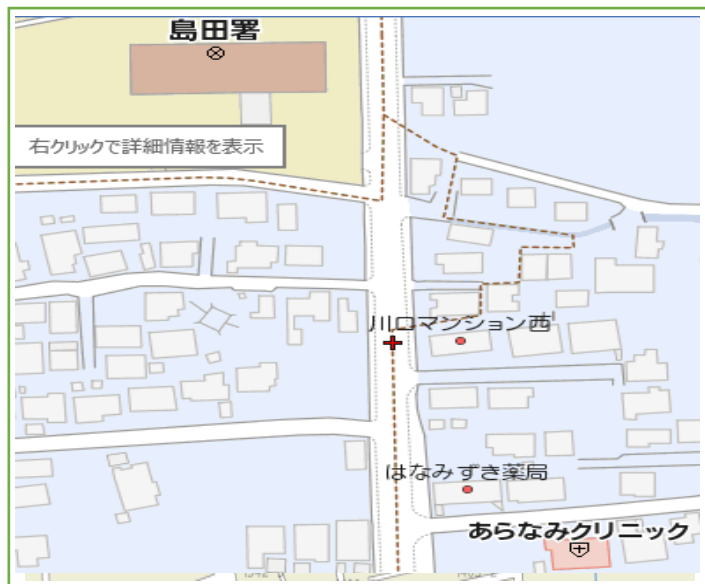 島田署
右クリックで詳細情報を表示
川口マンション西
はなみずき薬局
あらなみクリニック